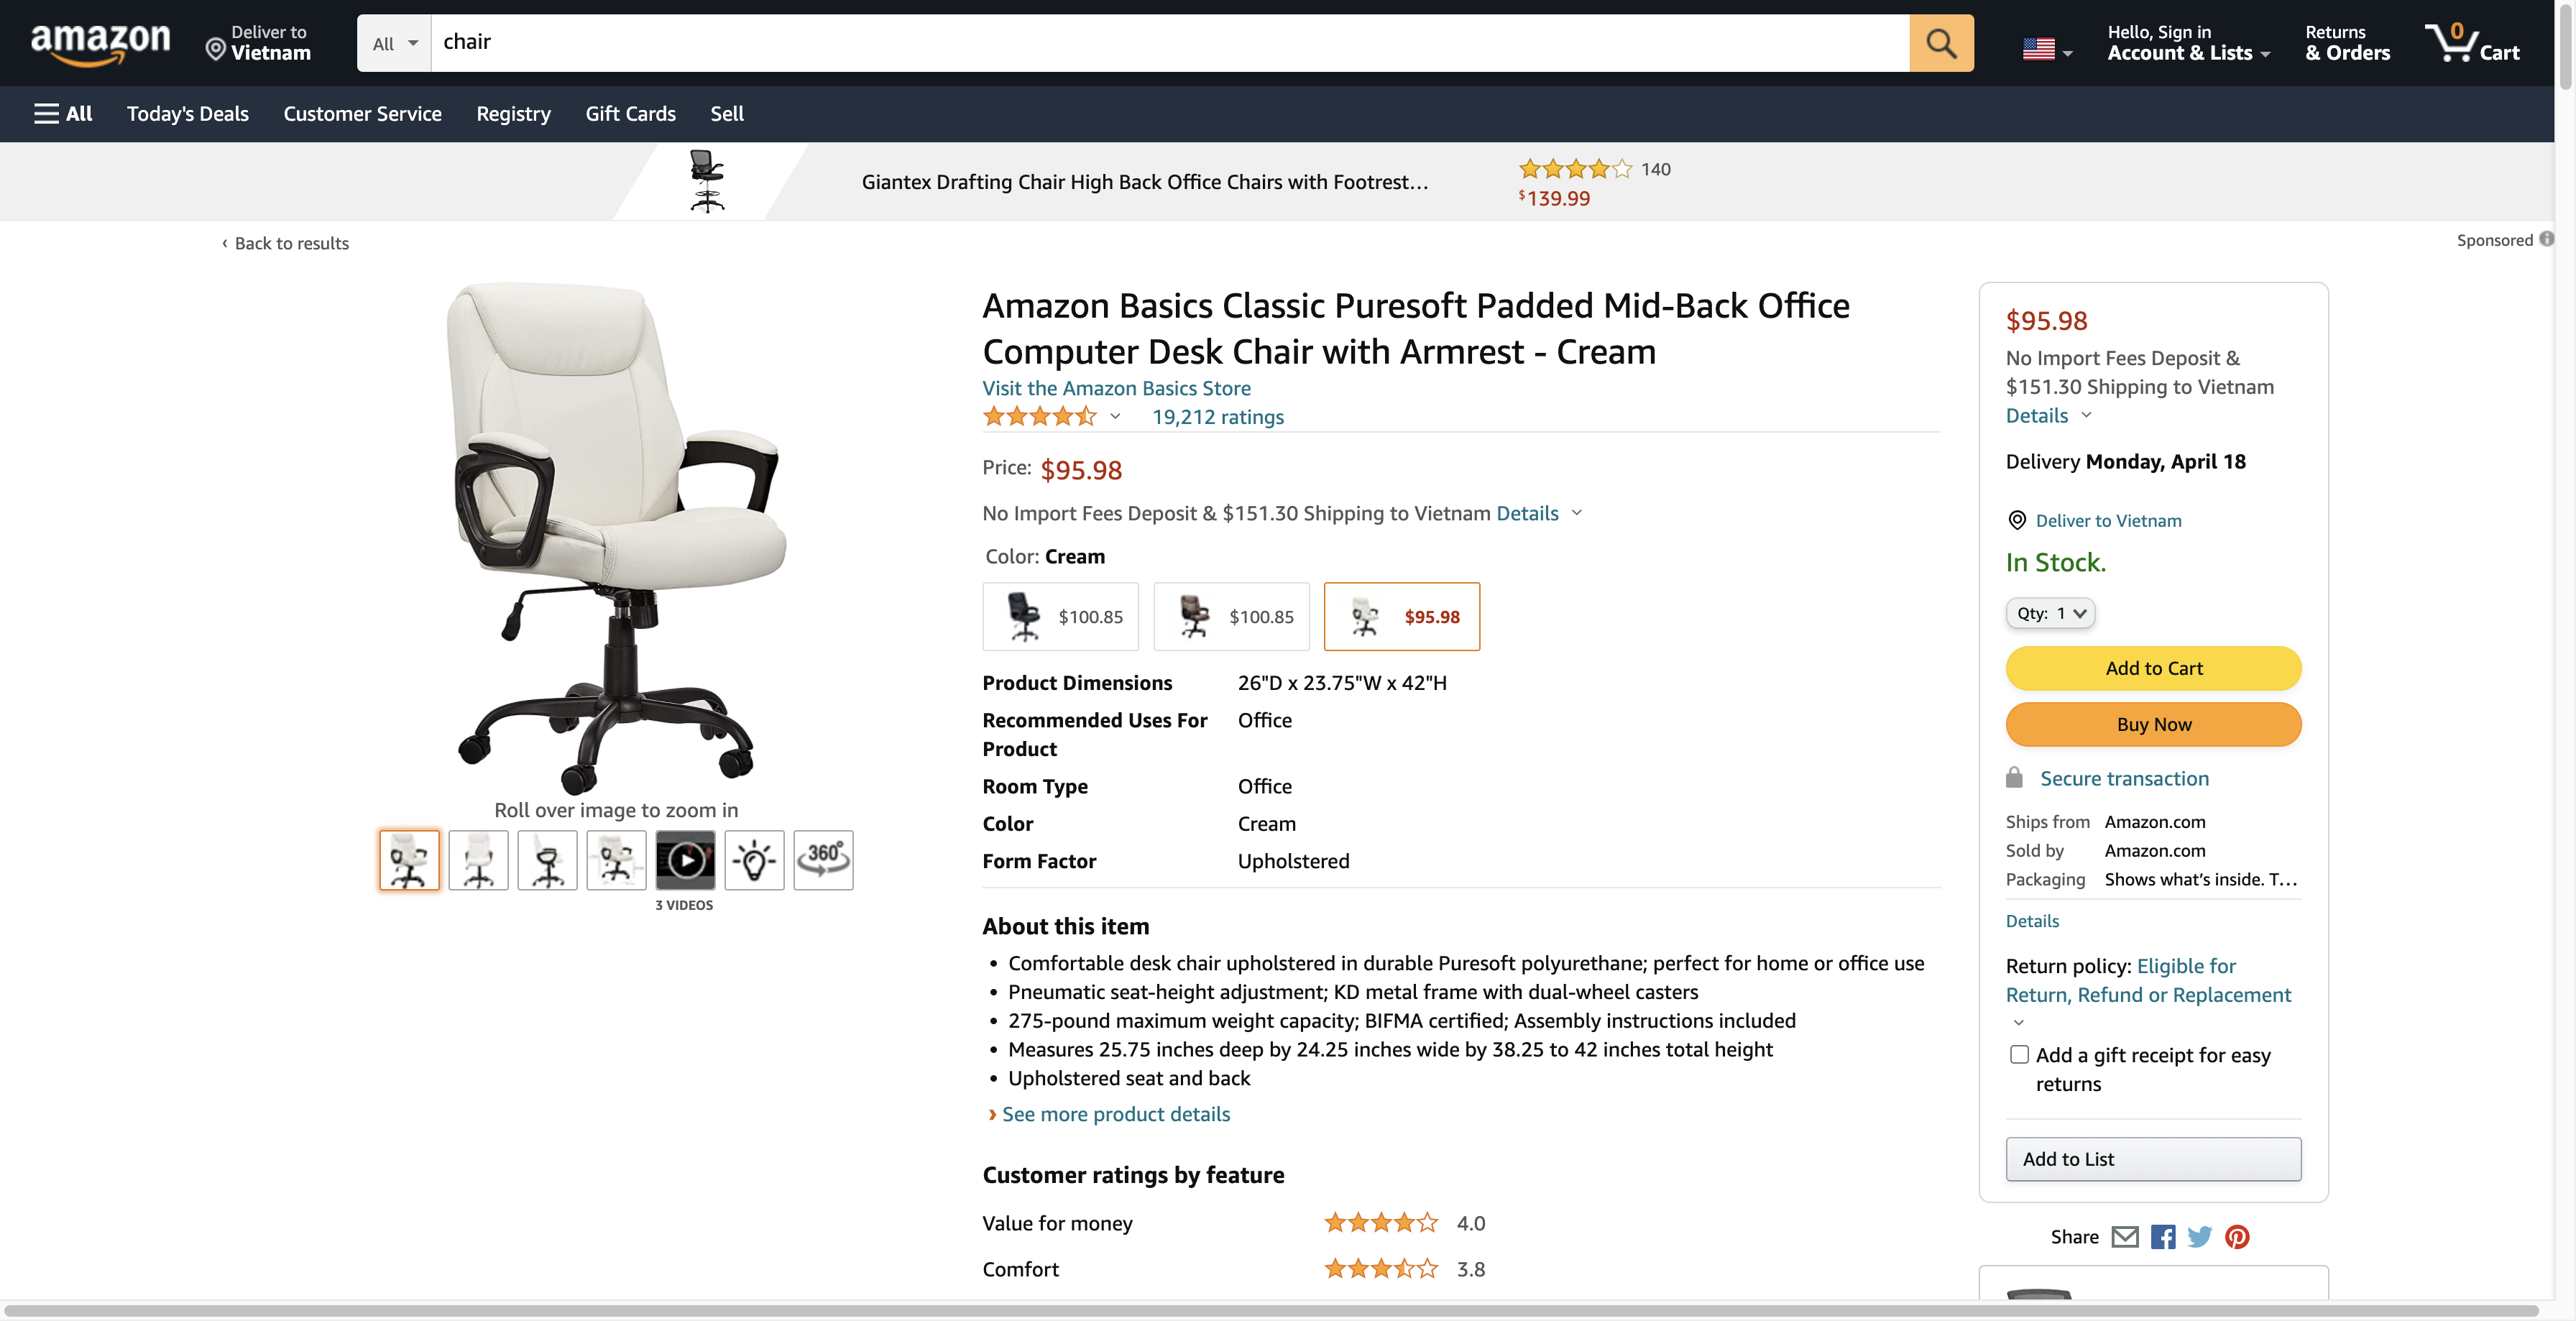 amazon
Deliver to
Vietnam
All
chair
Hello, Sign in
Account & Lists
Returns
& Orders
0
Cart
All
Today's Deals
Customer Service
Registry
Gift Cards
Sell
Giantex Drafting Chair High Back Office Chairs with Footrest…
140
$139.99
‹ Back to results
Sponsored
Amazon Basics Classic Puresoft Padded Mid-Back Office
Computer Desk Chair with Armrest - Cream
Visit the Amazon Basics Store
19,212 ratings
Price: $95.98
No Import Fees Deposit & $151.30 Shipping to Vietnam Details
Color: Cream
$100.85
$100.85
$95.98
Product Dimensions 26"D x 23.75"W x 42"H
Recommended Uses For Office
Product
Room Type Office
Color Cream
Form Factor Upholstered
Roll over image to zoom in
360°
3 VIDEOS
About this item
• Comfortable desk chair upholstered in durable Puresoft polyurethane; perfect for home or office use
• Pneumatic seat-height adjustment; KD metal frame with dual-wheel casters
• 275-pound maximum weight capacity; BIFMA certified; Assembly instructions included
• Measures 25.75 inches deep by 24.25 inches wide by 38.25 to 42 inches total height
• Upholstered seat and back
› See more product details
Customer ratings by feature
Value for money 4.0
Comfort 3.8
$95.98
No Import Fees Deposit &
$151.30 Shipping to Vietnam
Details
Delivery Monday, April 18
Deliver to Vietnam
In Stock.
Qty: 1
Add to Cart
Buy Now
Secure transaction
Ships from Amazon.com
Sold by Amazon.com
Packaging Shows what's inside. T…
Details
Return policy: Eligible for
Return, Refund or Replacement
Add a gift receipt for easy
returns
Add to List
Share